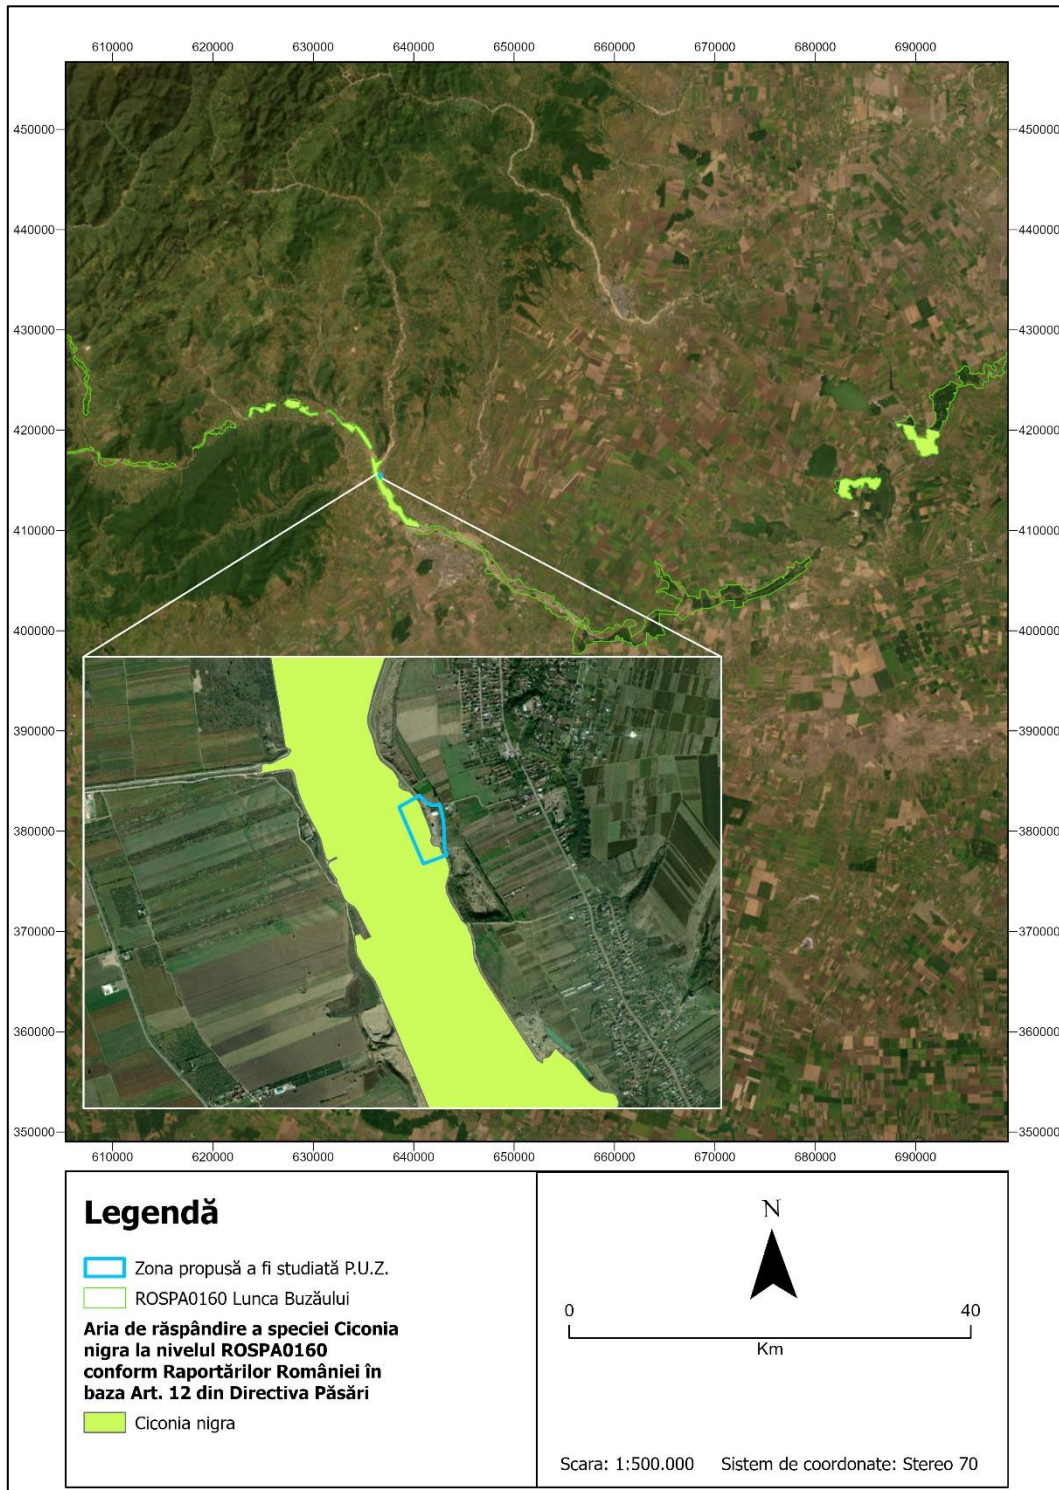 610000 620000 630000 640000 650000 660000 670000 680000 690000
450000 450000
440000 440000
430000 430000
420000 420000
410000 410000
400000 400000
390000 390000
380000 380000
370000 370000
360000 360000
350000 350000
610000 620000 630000 640000 650000 660000 670000 680000 690000
Legendă
Zona propusă a fi studiată P.U.Z.
ROSPA0160 Lunca Buzăului
Aria de răspândire a speciei Ciconia
nigra la nivelul ROSPA0160
conform Raportărilor României în
baza Art. 12 din Directiva Păsări
Ciconia nigra
N
0 40
Km
Scara: 1:500.000 Sistem de coordonate: Stereo 70